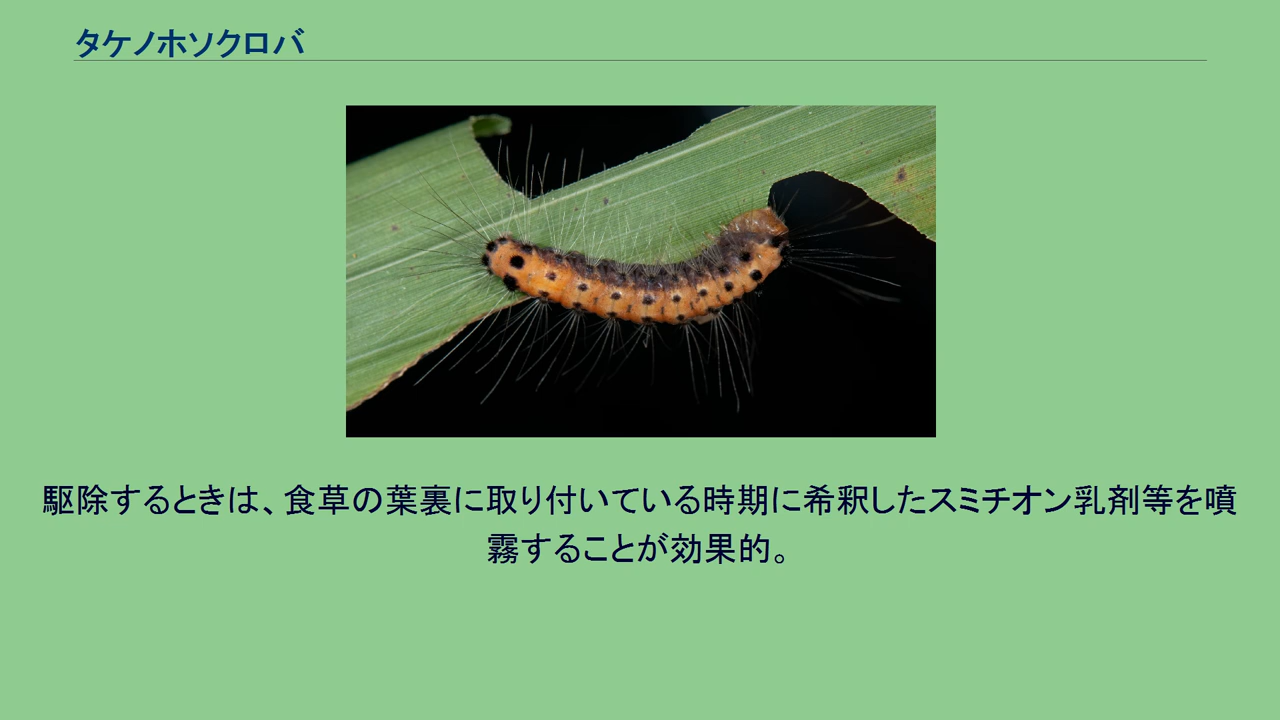 タケノホソクロバ
駆除するときは、食草の葉裏に取り付いている時期に希釈したスミチオン乳剤等を噴
霧することが効果的。